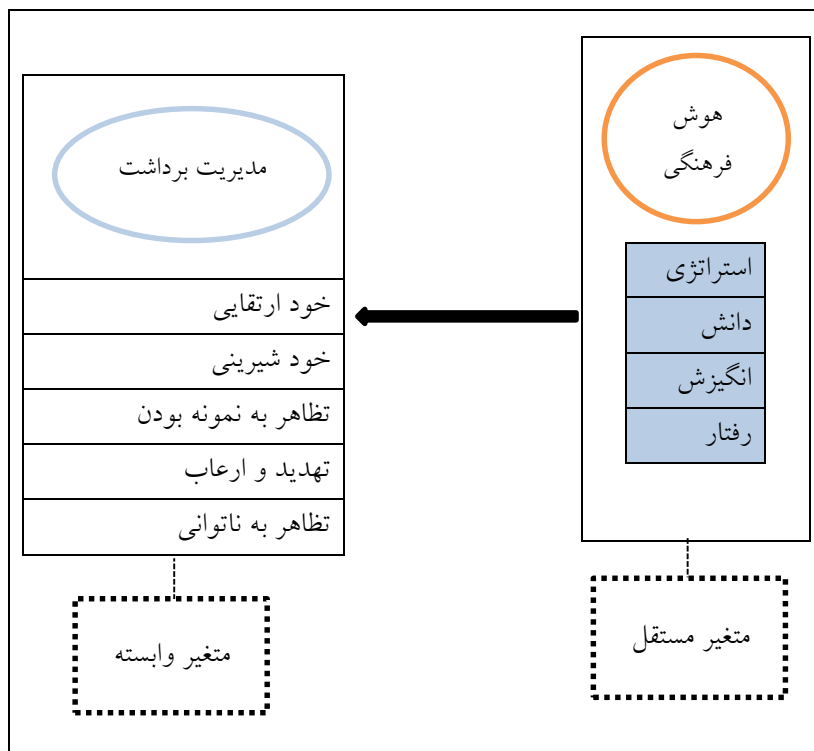 هوش
فرهنگی
استراتژی
دانش
انگیزش
رفتار
متغیر مستقل
مدیریت برداشت
خود ارتقایی
خود شیرینی
تظاهر به نمونه بودن
تهدید و ارعاب
تظاهر به ناتوانی
متغیر وابسته